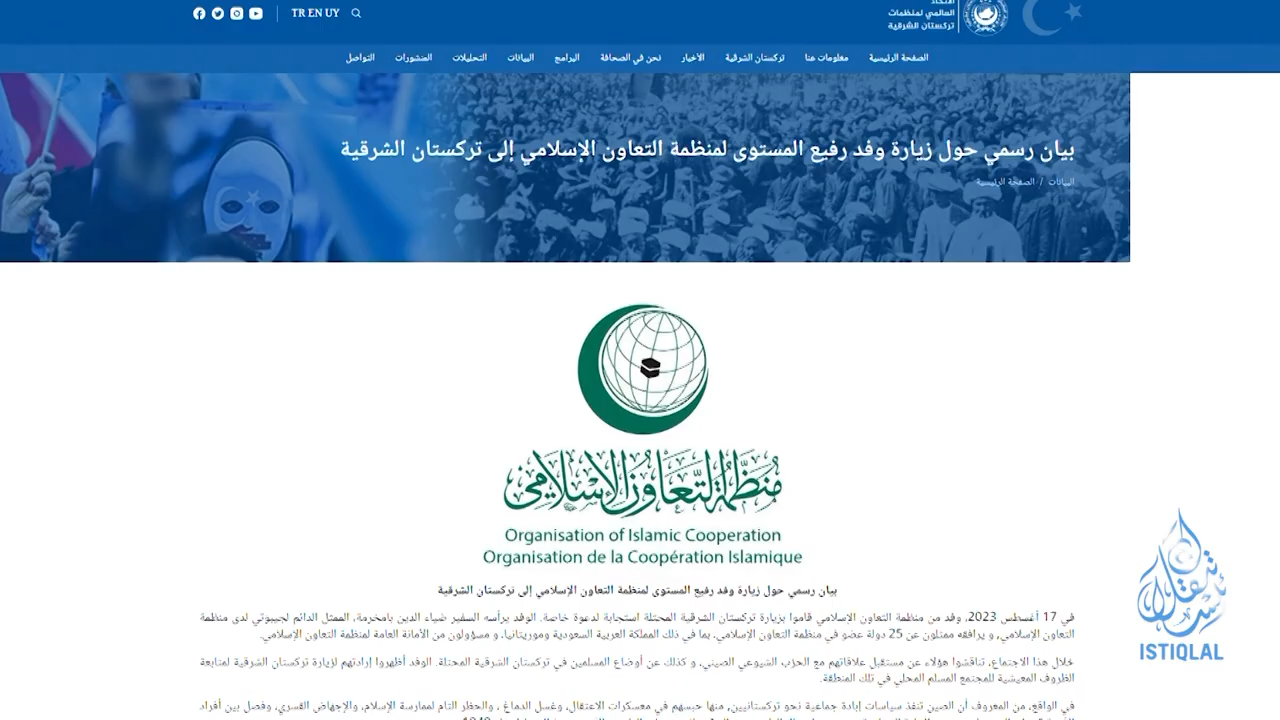 TR EN UY
الاتحاد
العالمي لمنظمات
تركستان الشرقية
الصفحة الرئيسية معلومات عنا تركستان الشرقية الاخبار نحن في الصحافة البرامج البيانات التحليلات المنشورات التواصل
بيان رسمي حول زيارة وفد رفيع المستوى لمنظمة التعاون الإسلامي إلى تركستان الشرقية
البيانات / الصفحة الرئيسية
منظمة التعاون الإسلامي
Organisation of Islamic Cooperation
Organisation de la Coopération Islamique
بيان رسمي حول زيارة وفد رفيع المستوى لمنظمة التعاون الإسلامي إلى تركستان الشرقية
في 17 أغسطس 2023، وفد من منظمة التعاون الإسلامي قاموا بزيارة تركستان الشرقية المحتلة استجابة لدعوة خاصة. الوفد يرأسه السفير ضياء الدين بامخرمة، الممثل الدائم لجيبوتي لدى منظمة
التعاون الإسلامي, و يرافقه ممثلون عن 25 دولة عضو في منظمة التعاون الإسلامي، بما في ذلك المملكة العربية السعودية وموريتانيا، و مسؤولون من الأمانة العامة لمنظمة التعاون الإسلامي.
خلال هذا الاجتماع، تناقشوا هؤلاء عن مستقبل علاقاتهم مع الحزب الشيوعي الصيني، و كذلك عن أوضاع المسلمين في تركستان الشرقية المحتلة. الوفد أظهروا إرادتهم لزيارة تركستان الشرقية لمتابعة
الظروف المعيشية للمجتمع المسلم المحلي في تلك المنطقة.
في الواقع، من المعروف أن الصين تنفذ سياسات إبادة جماعية نحو تركستانيين, منها حبسهم في معسكرات الاعتقال، وغسل الدماغ ، والحظر التام لممارسة الإسلام، والإجهاض القسري، وفصل بين أفراد
استقلال
ISTIQLAL